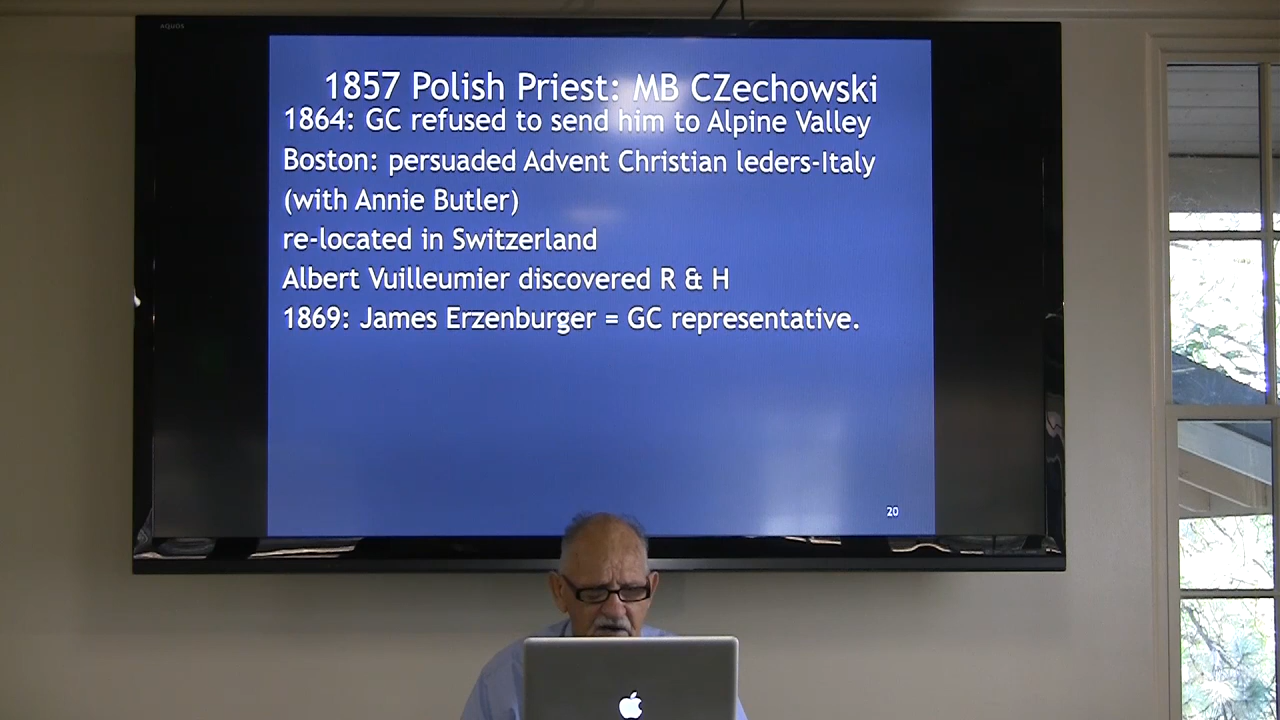 AQUOS
1857 Polish Priest: MB CZechowski
1864: GC refused to send him to Alpine Valley
Boston: persuaded Advent Christian leders-Italy
(with Annie Butler)
re-located in Switzerland
Albert Vuilleumier discovered R & H
1869: James Erzenburger = GC representative.
20